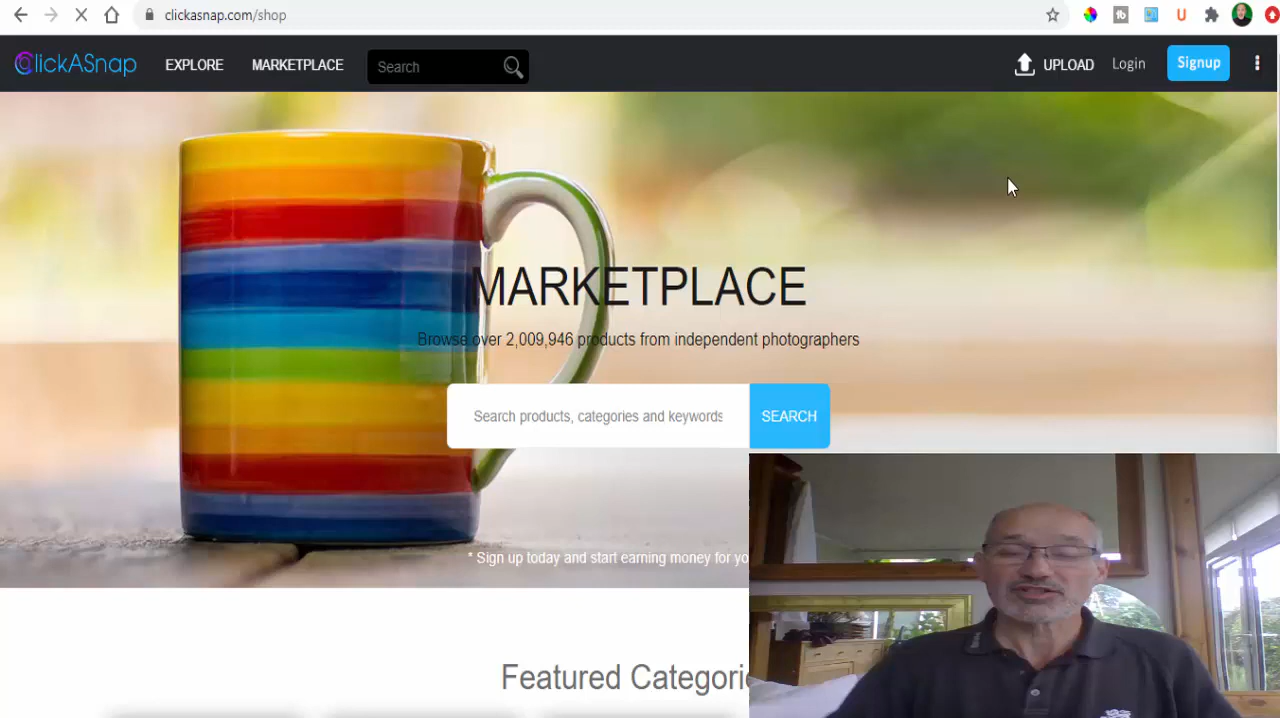 clickasnap.com/shop
ClickASnap EXPLORE MARKETPLACE Search UPLOAD Login Signup
MARKETPLACE
Browse over 2,009,946 products from independent photographers
Search products, categories and keywords SEARCH
* Sign up today and start earning money for yo
Featured Categori